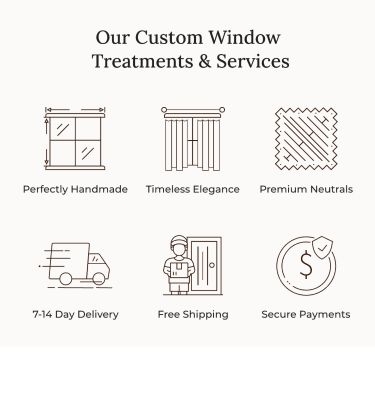 Our Custom Window
Treatments & Services
Perfectly Handmade
Timeless Elegance
Premium Neutrals
$
7-14 Day Delivery
Free Shipping
Secure Payments